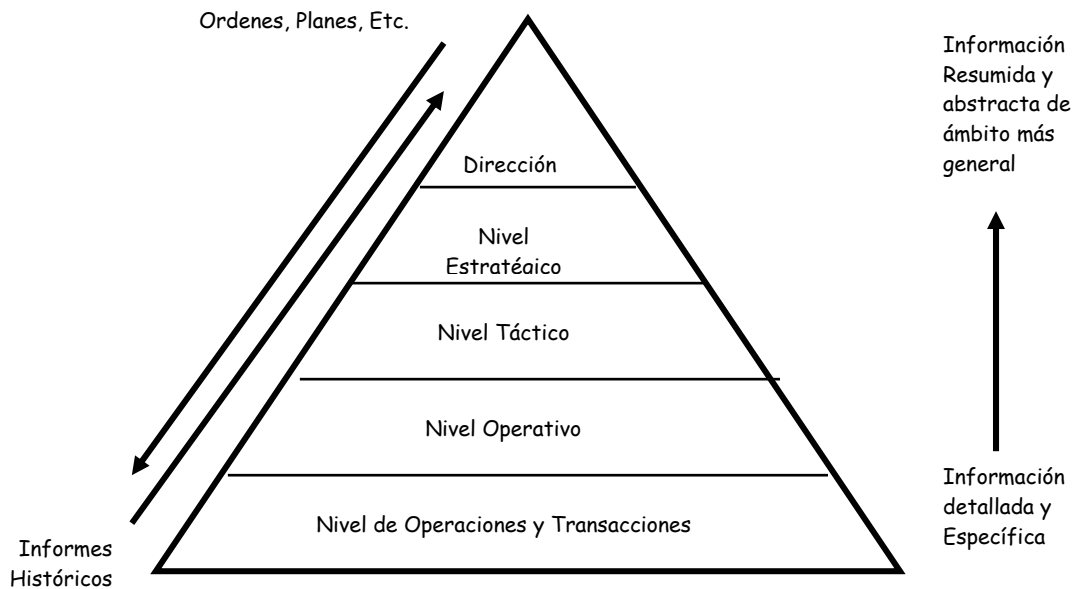 Ordenes, Planes, Etc.
Información
Resumida y
abstracta de
ámbito más
general
Dirección
Nivel
Estratégico
Nivel Táctico
Nivel Operativo
Nivel de Operaciones y Transacciones
Información
detallada y
Específica
Informes
Históricos